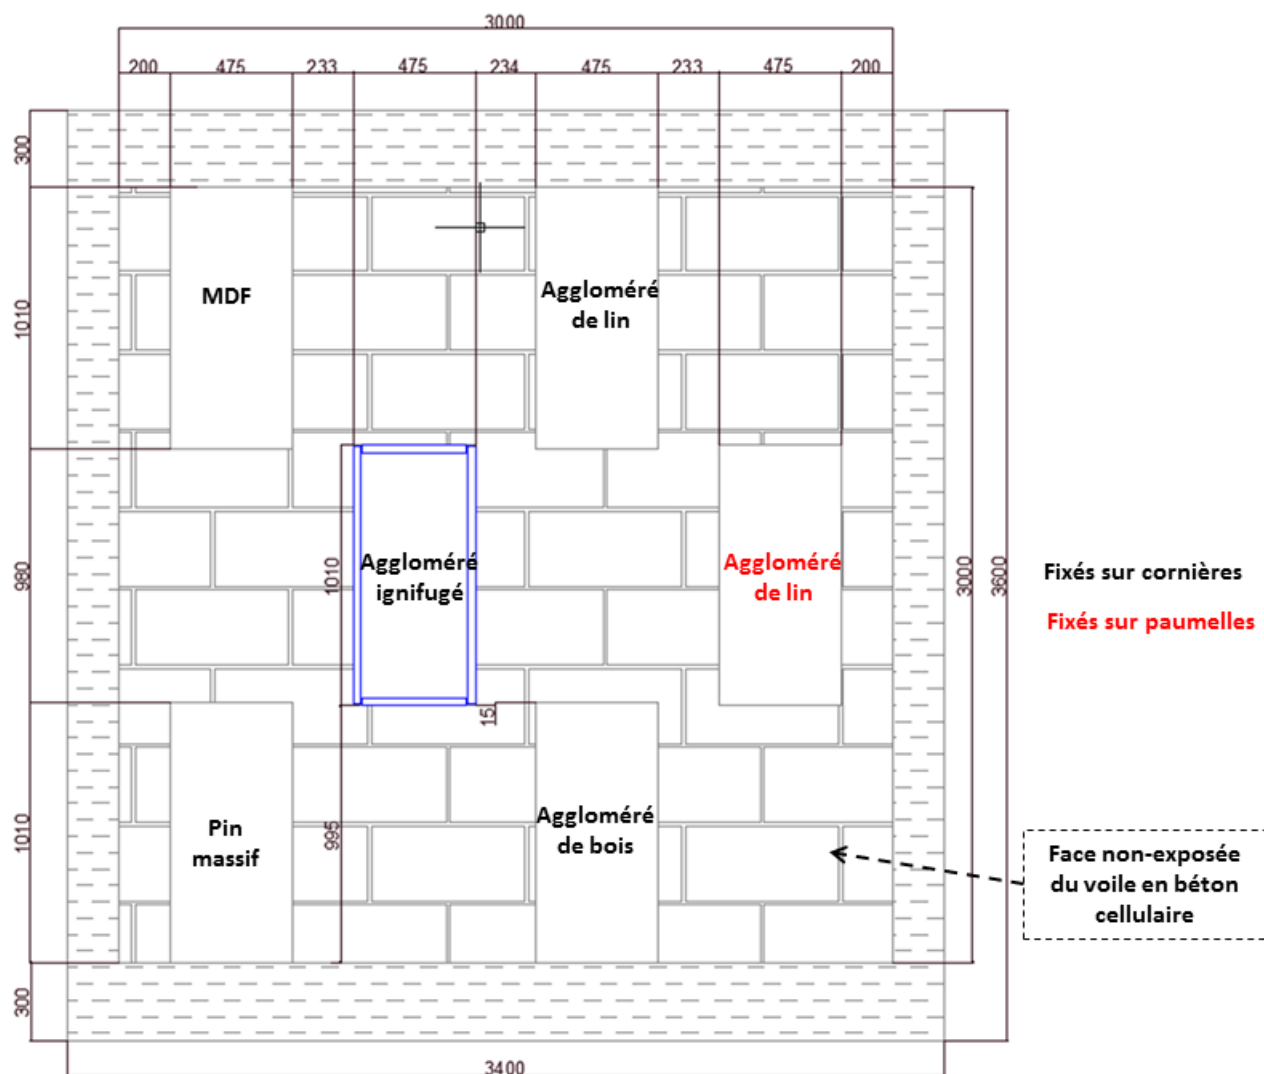 3000
200 475 233 475 234 475 233 475 200
300
1010
980
1010
300
MDF
Aggloméré
de lin
Aggloméré
ignifugé
1010
Aggloméré
de lin
3000
3600
Fixés sur cornières
Fixés sur paumelles
15
995
Pin
massif
Aggloméré
de bois
Face non-exposée
du voile en béton
cellulaire
3400